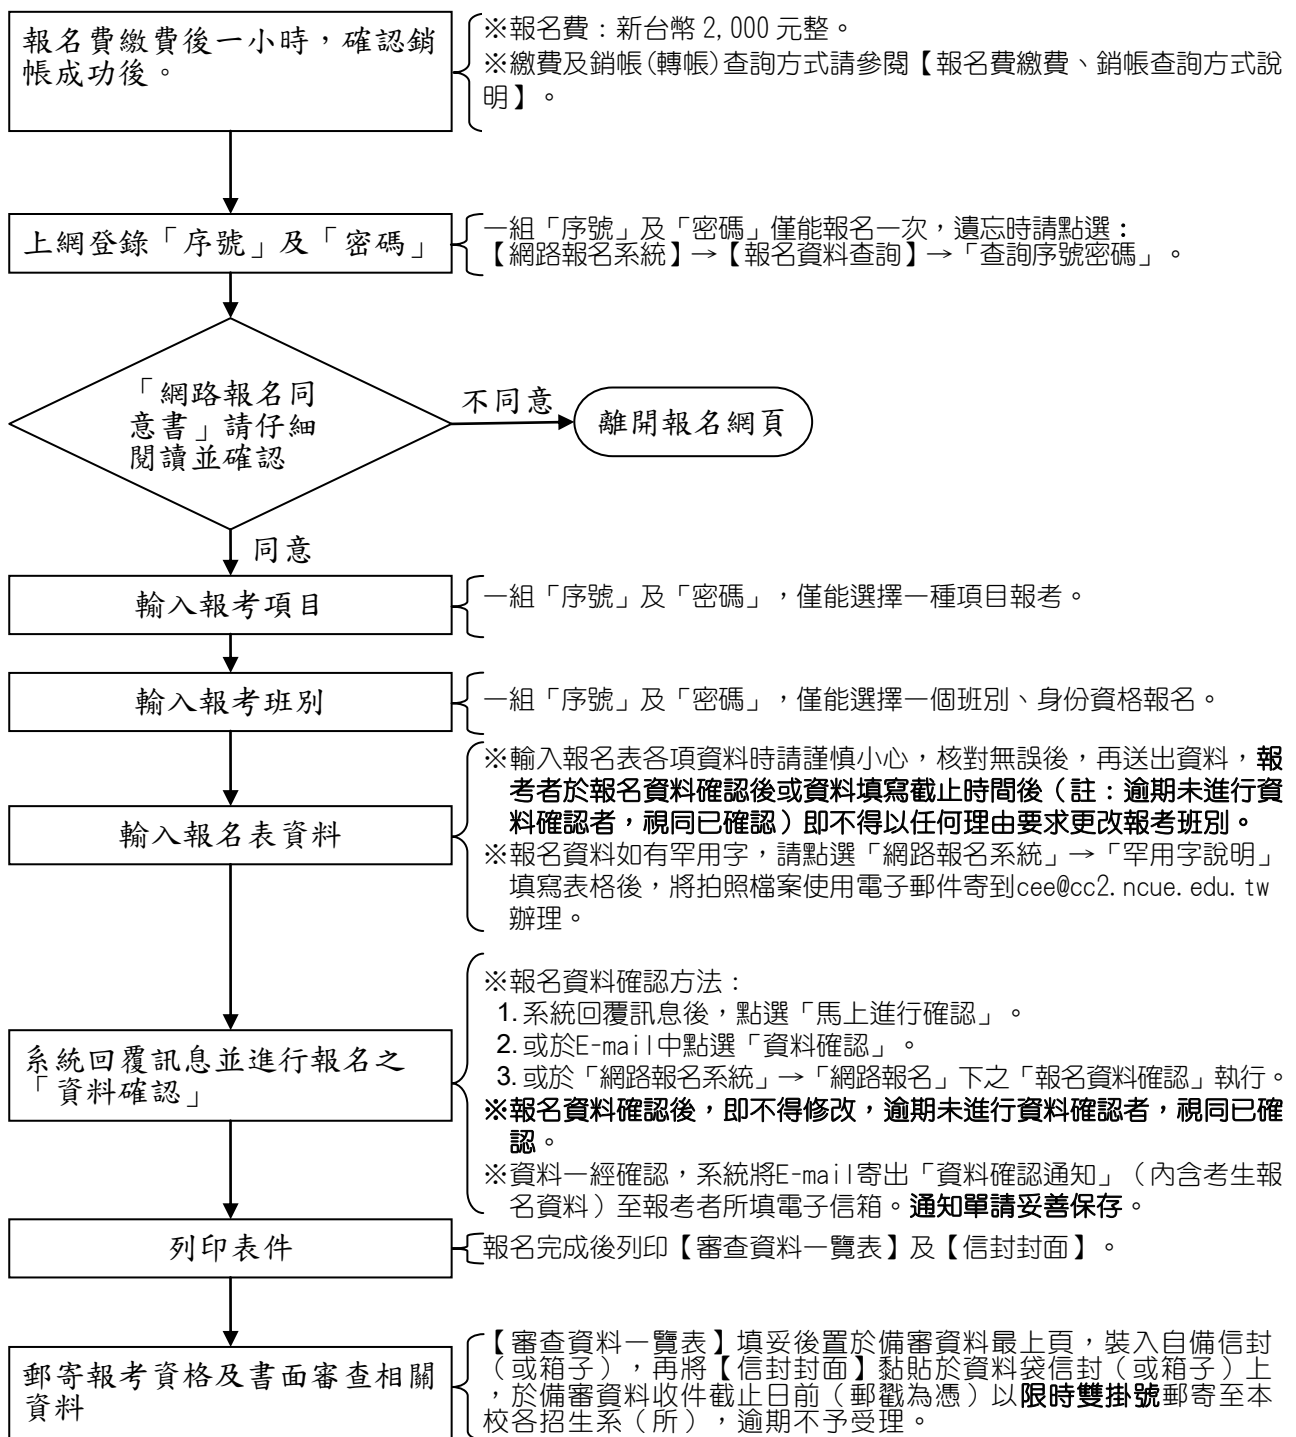 報名費繳費後一小時，確認銷
帳成功後。
※報名費：新台幣 2,000 元整。
※繳費及銷帳(轉帳)查詢方式請參閱【報名費繳費、銷帳查詢方式說
明】。
上網登錄「序號」及「密碼」
一組「序號」及「密碼」僅能報名一次，遺忘時請點選：
【網路報名系統】→【報名資料查詢】→「查詢序號密碼」。
「網路報名同
意書」請仔細
閱讀並確認
不同意
離開報名網頁
同意
輸入報考項目
一組「序號」及「密碼」，僅能選擇一種項目報考。
輸入報考班別
一組「序號」及「密碼」，僅能選擇一個班別、身份資格報名。
輸入報名表資料
※輸入報名表各項資料時請謹慎小心，核對無誤後，再送出資料，報
考者於報名資料確認後或資料填寫截止時間後（註：逾期未進行資
料確認者，視同已確認）即不得以任何理由要求更改報考班別。
※報名資料如有罕用字，請點選「網路報名系統」→「罕用字說明」
填寫表格後，將拍照檔案使用電子郵件寄到cee@cc2.ncue.edu.tw
辦理。
系統回覆訊息並進行報名之
「資料確認」
※報名資料確認方法：
1.系統回覆訊息後，點選「馬上進行確認」。
2.或於E-mail中點選「資料確認」。
3.或於「網路報名系統」→「網路報名」下之「報名資料確認」執行。
※報名資料確認後，即不得修改，逾期未進行資料確認者，視同已確
認。
※資料一經確認，系統將E-mail寄出「資料確認通知」（內含考生報
名資料）至報考者所填電子信箱。通知單請妥善保存。
列印表件
報名完成後列印【審查資料一覽表】及【信封封面】。
郵寄報考資格及書面審查相關
資料
【審查資料一覽表】填妥後置於備審資料最上頁，裝入自備信封
（或箱子），再將【信封封面】黏貼於資料袋信封（或箱子）上
，於備審資料收件截止日前（郵戳為憑）以限時雙掛號郵寄至本
校各招生系（所），逾期不予受理。